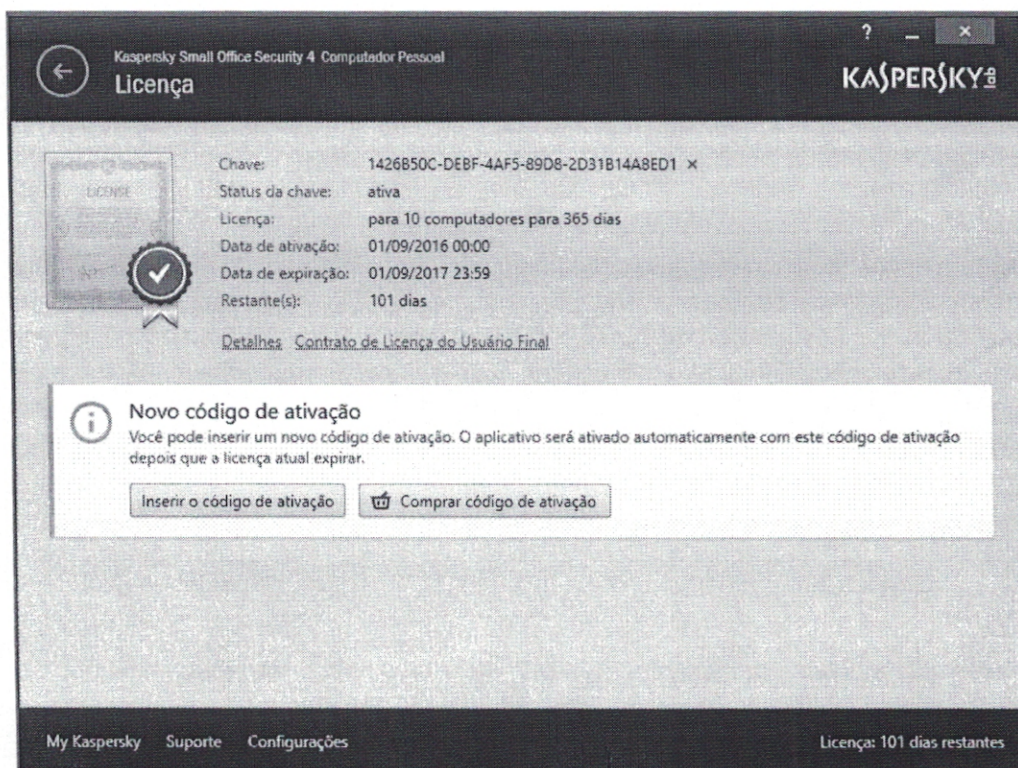 ? _ ×
Kaspersky Small Office Security 4 Computador Pessoal
Licença
KASPERSKY lab
LICENSE
Chave: 1426B50C-DEBF-4AF5-89D8-2D31B14A8ED1 ×
Status da chave: ativa
Licença: para 10 computadores para 365 dias
Data de ativação: 01/09/2016 00:00
Data de expiração: 01/09/2017 23:59
Restante(s): 101 dias
Detalhes Contrato de Licença do Usuário Final
Novo código de ativação
Você pode inserir um novo código de ativação. O aplicativo será ativado automaticamente com este código de ativação
depois que a licença atual expirar.
Inserir o código de ativação Comprar código de ativação
My Kaspersky Suporte Configurações Licença: 101 dias restantes